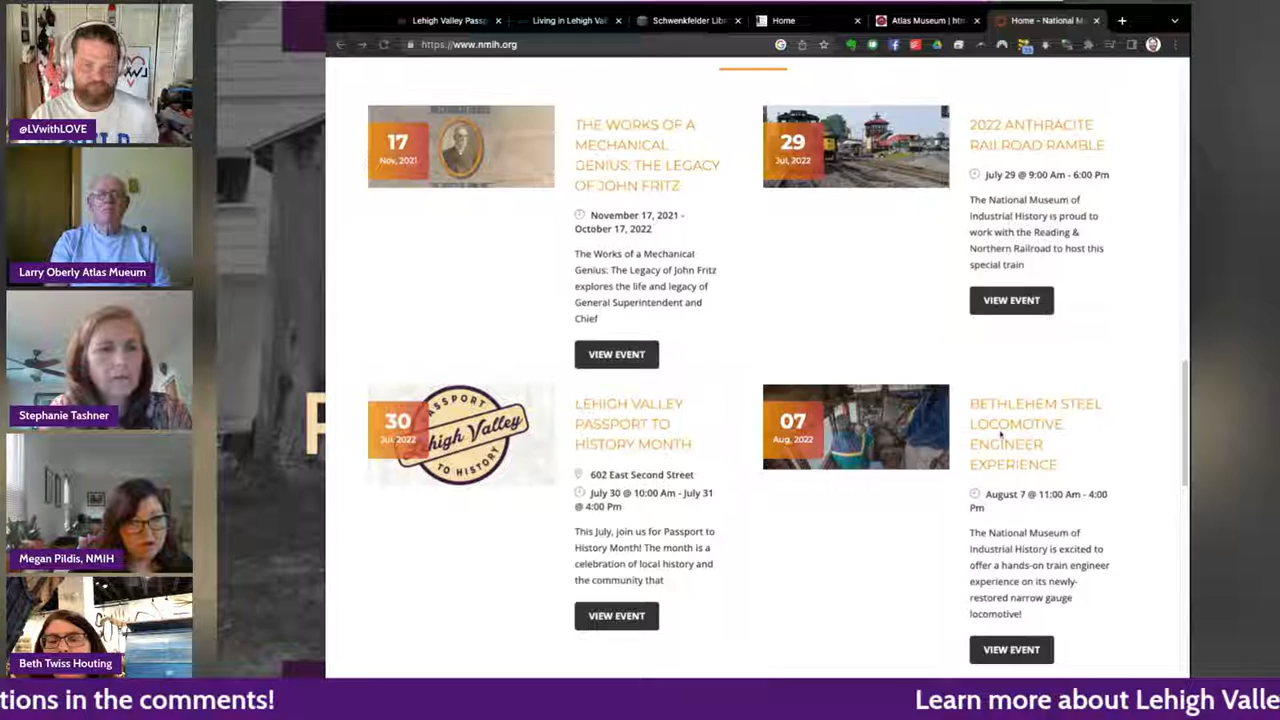 Lehigh Valley Passp
Living in Lehigh Val
Schwenkfelder Libr
Home
Atlas Museum | htt
Home - National M
https://www.nmih.org
@LVwithLOVE
Larry Oberly Atlas Mueum
Stephanie Tashner
Megan Pildis, NMIH
Beth Twiss Houting
17
Nov, 2021
THE WORKS OF A
MECHANICAL
GENIUS: THE LEGACY
OF JOHN FRITZ
November 17, 2021 -
October 17, 2022
The Works of a Mechanical
Genius: The Legacy of John Fritz
explores the life and legacy of
General Superintendent and
Chief
VIEW EVENT
29
Jul, 2022
2022 ANTHRACITE
RAILROAD RAMBLE
July 29 @ 9:00 Am - 6:00 Pm
The National Museum of
Industrial History is proud to
work with the Reading &
Northern Railroad to host this
special train
VIEW EVENT
30
Jul, 2022
PASSPORT
Lehigh Valley
TO HISTORY
LEHIGH VALLEY
PASSPORT TO
HISTORY MONTH
602 East Second Street
July 30 @ 10:00 Am - July 31
@ 4:00 Pm
This July, join us for Passport to
History Month! The month is a
celebration of local history and
the community that
VIEW EVENT
07
Aug, 2022
BETHLEHEM STEEL
LOCOMOTIVE
ENGINEER
EXPERIENCE
August 7 @ 11:00 Am - 4:00
Pm
The National Museum of
Industrial History is excited to
offer a hands-on train engineer
experience on its newly-
restored narrow gauge
locomotive!
VIEW EVENT
tions in the comments!
Learn more about Lehigh Valle